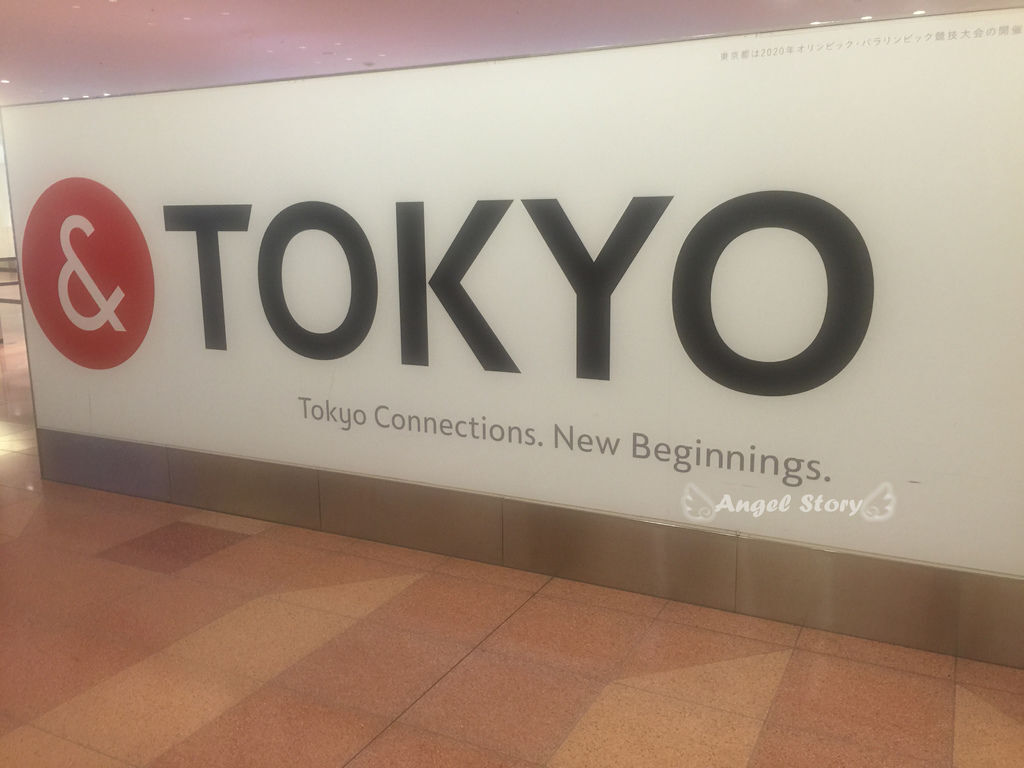 東京都は2020年オリンピック・パラリンピック競技大会の開催
& TOKYO
Tokyo Connections. New Beginnings.
Angel Story